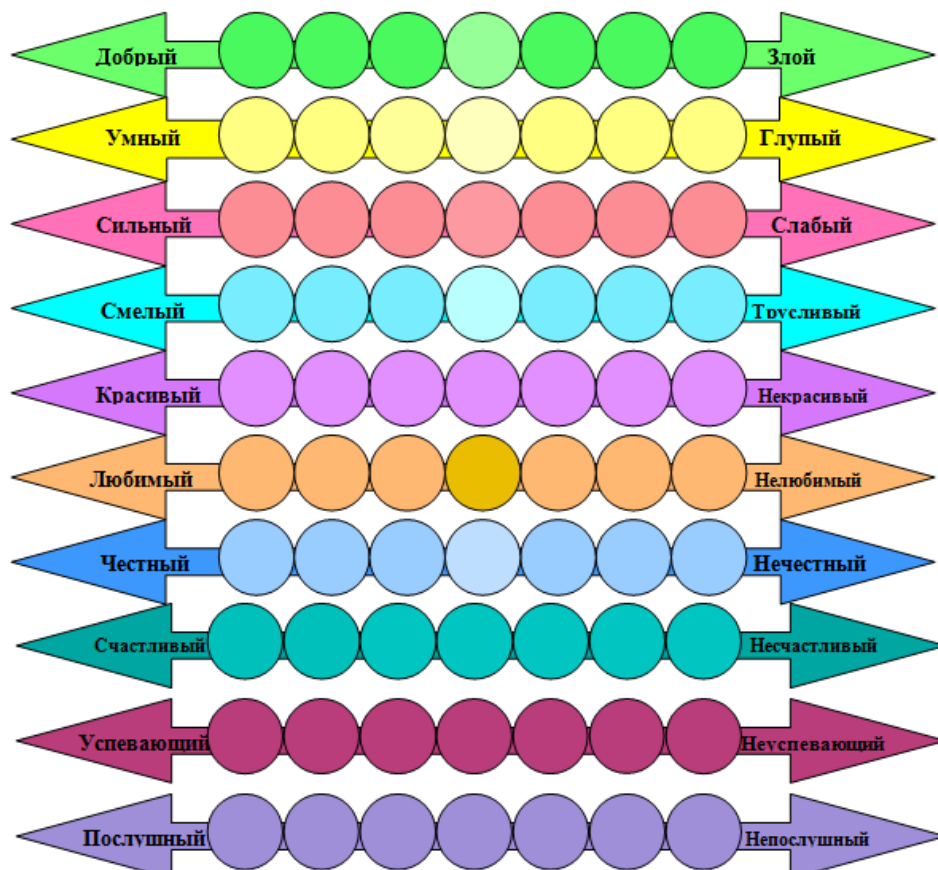 Добрый Злой
Умный Глупый
Сильный Слабый
Смелый Трусливый
Красивый Некрасивый
Любимый Нелюбимый
Честный Нечестный
Счастливый Несчастливый
Успевающий Неуспевающий
Послушный Непослушный